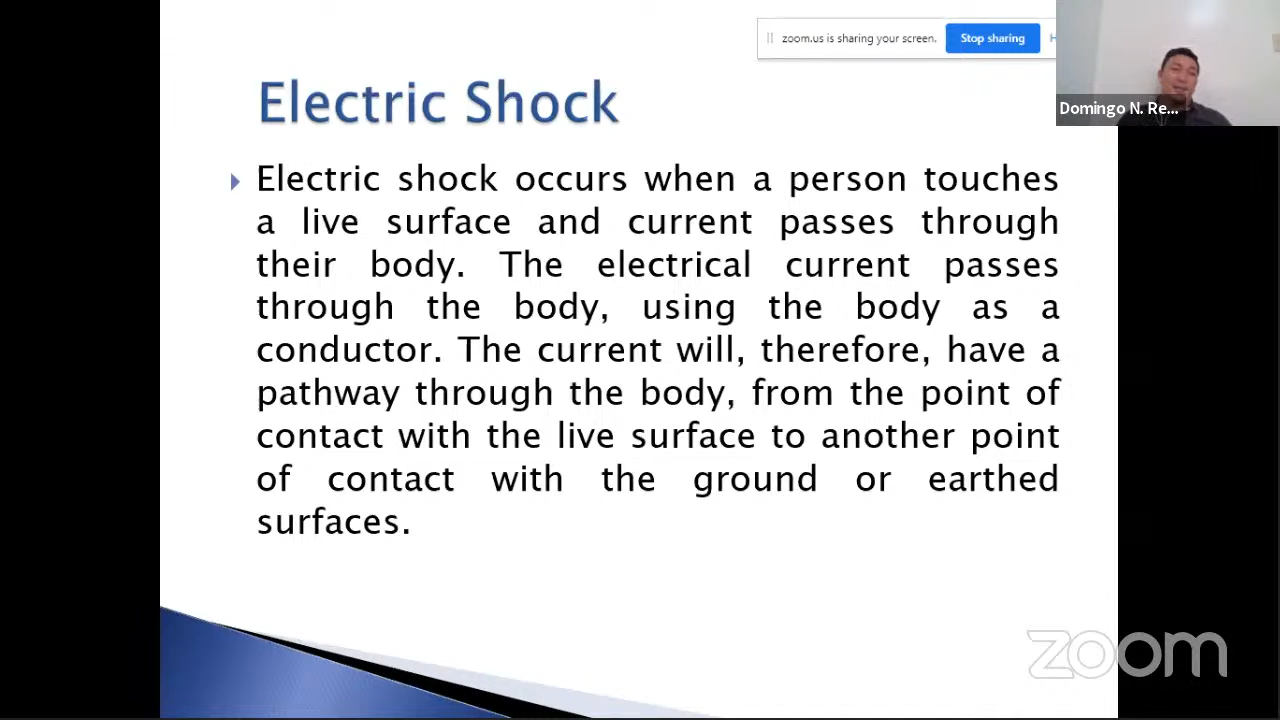 zoom.us is sharing your screen. Stop sharing
Domingo N. Re...
Electric Shock
Electric shock occurs when a person touches
a live surface and current passes through
their body. The electrical current passes
through the body, using the body as a
conductor. The current will, therefore, have a
pathway through the body, from the point of
contact with the live surface to another point
of contact with the ground or earthed
surfaces.
zoom